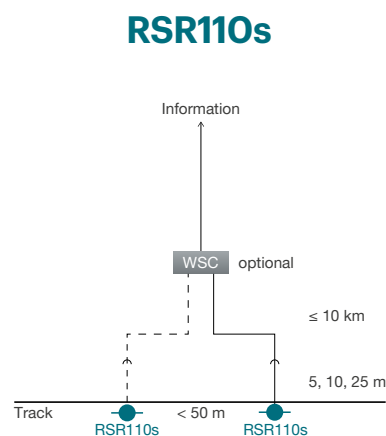 RSR110s
Information
WSC optional
≤ 10 km
5, 10, 25 m
Track < 50 m
RSR110s RSR110s